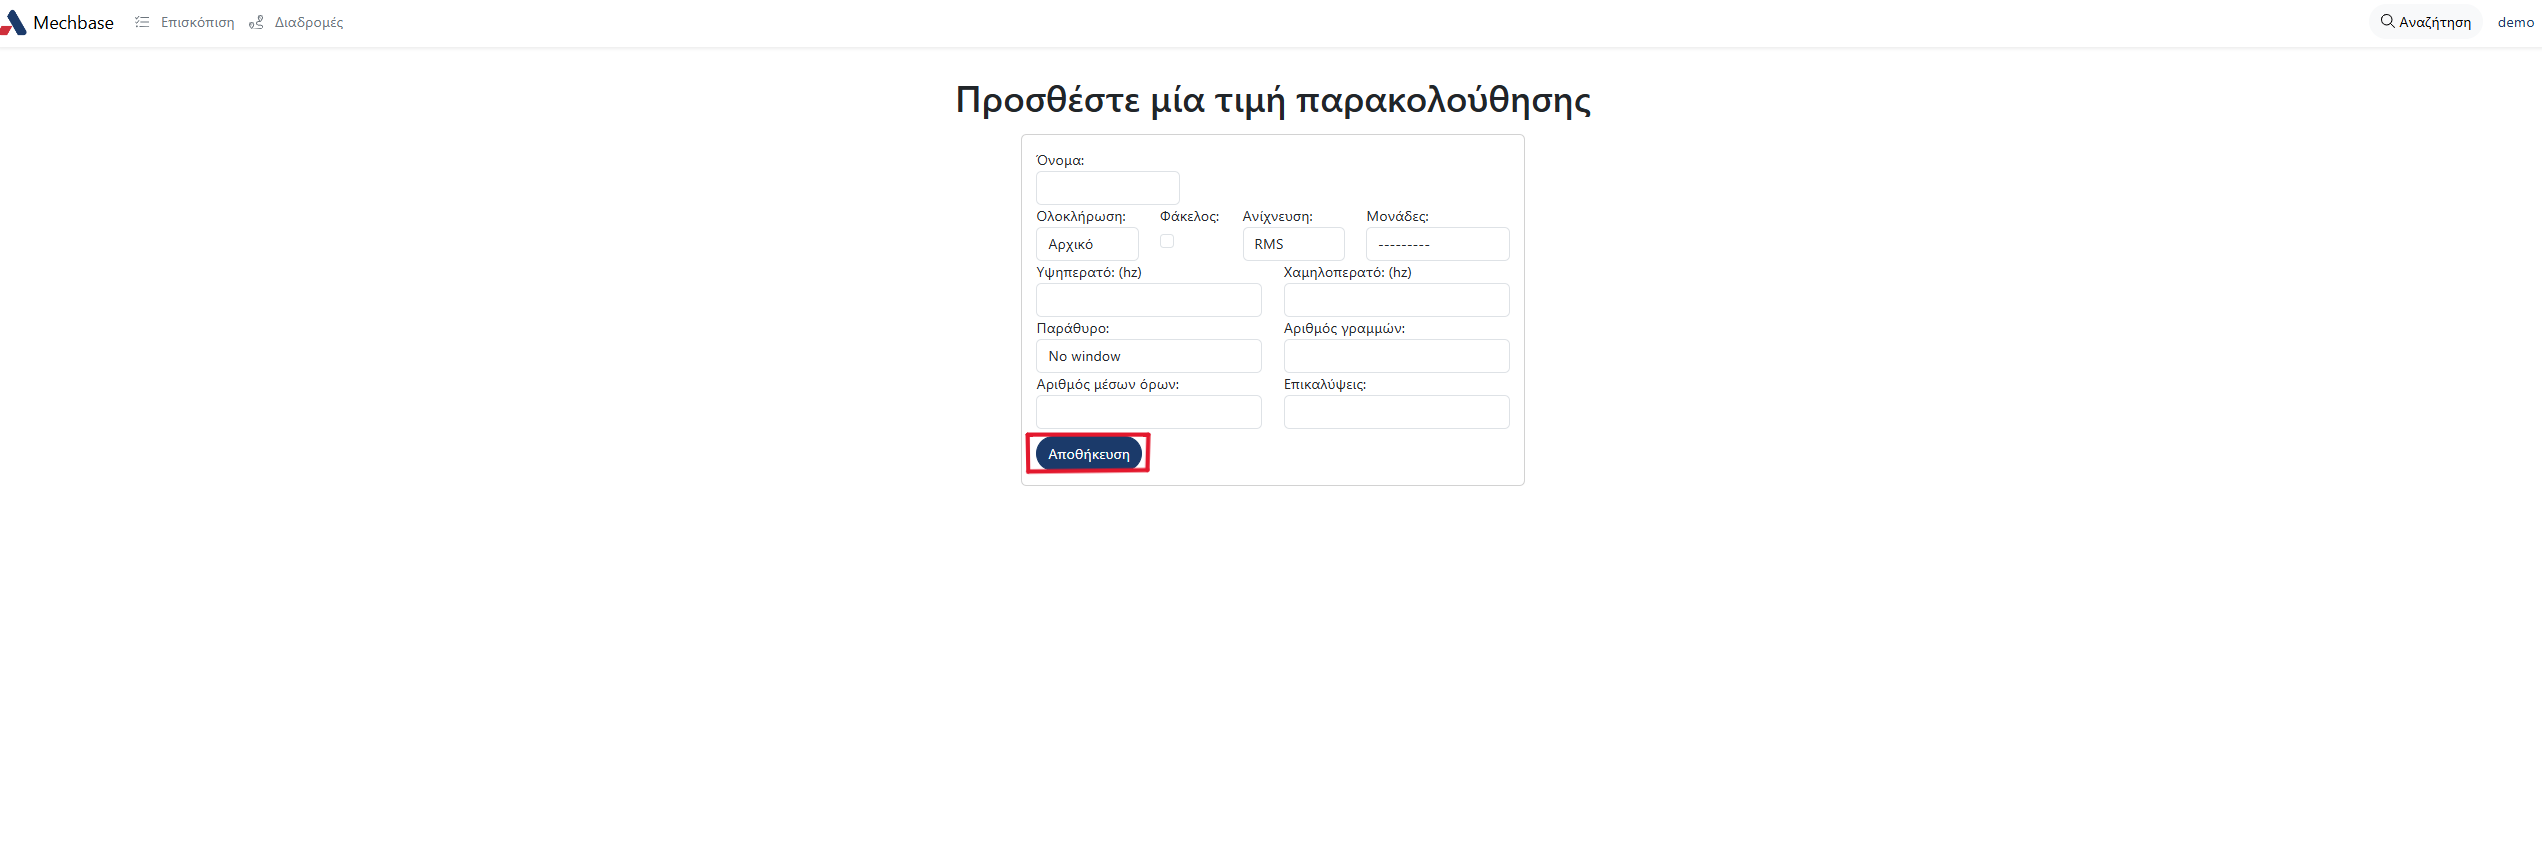 Mechbase Επισκόπιση Διαδρομές Αναζήτηση demo
Προσθέστε μία τιμή παρακολούθησης
Όνομα:
Ολοκλήρωση: Φάκελος: Ανίχνευση: Μονάδες:
Αρχικό RMS ---------
Υψηπερατό: (hz) Χαμηλοπερατό: (hz)
Παράθυρο: Αριθμός γραμμών:
No window
Αριθμός μέσων όρων: Επικαλύψεις:
Αποθήκευση